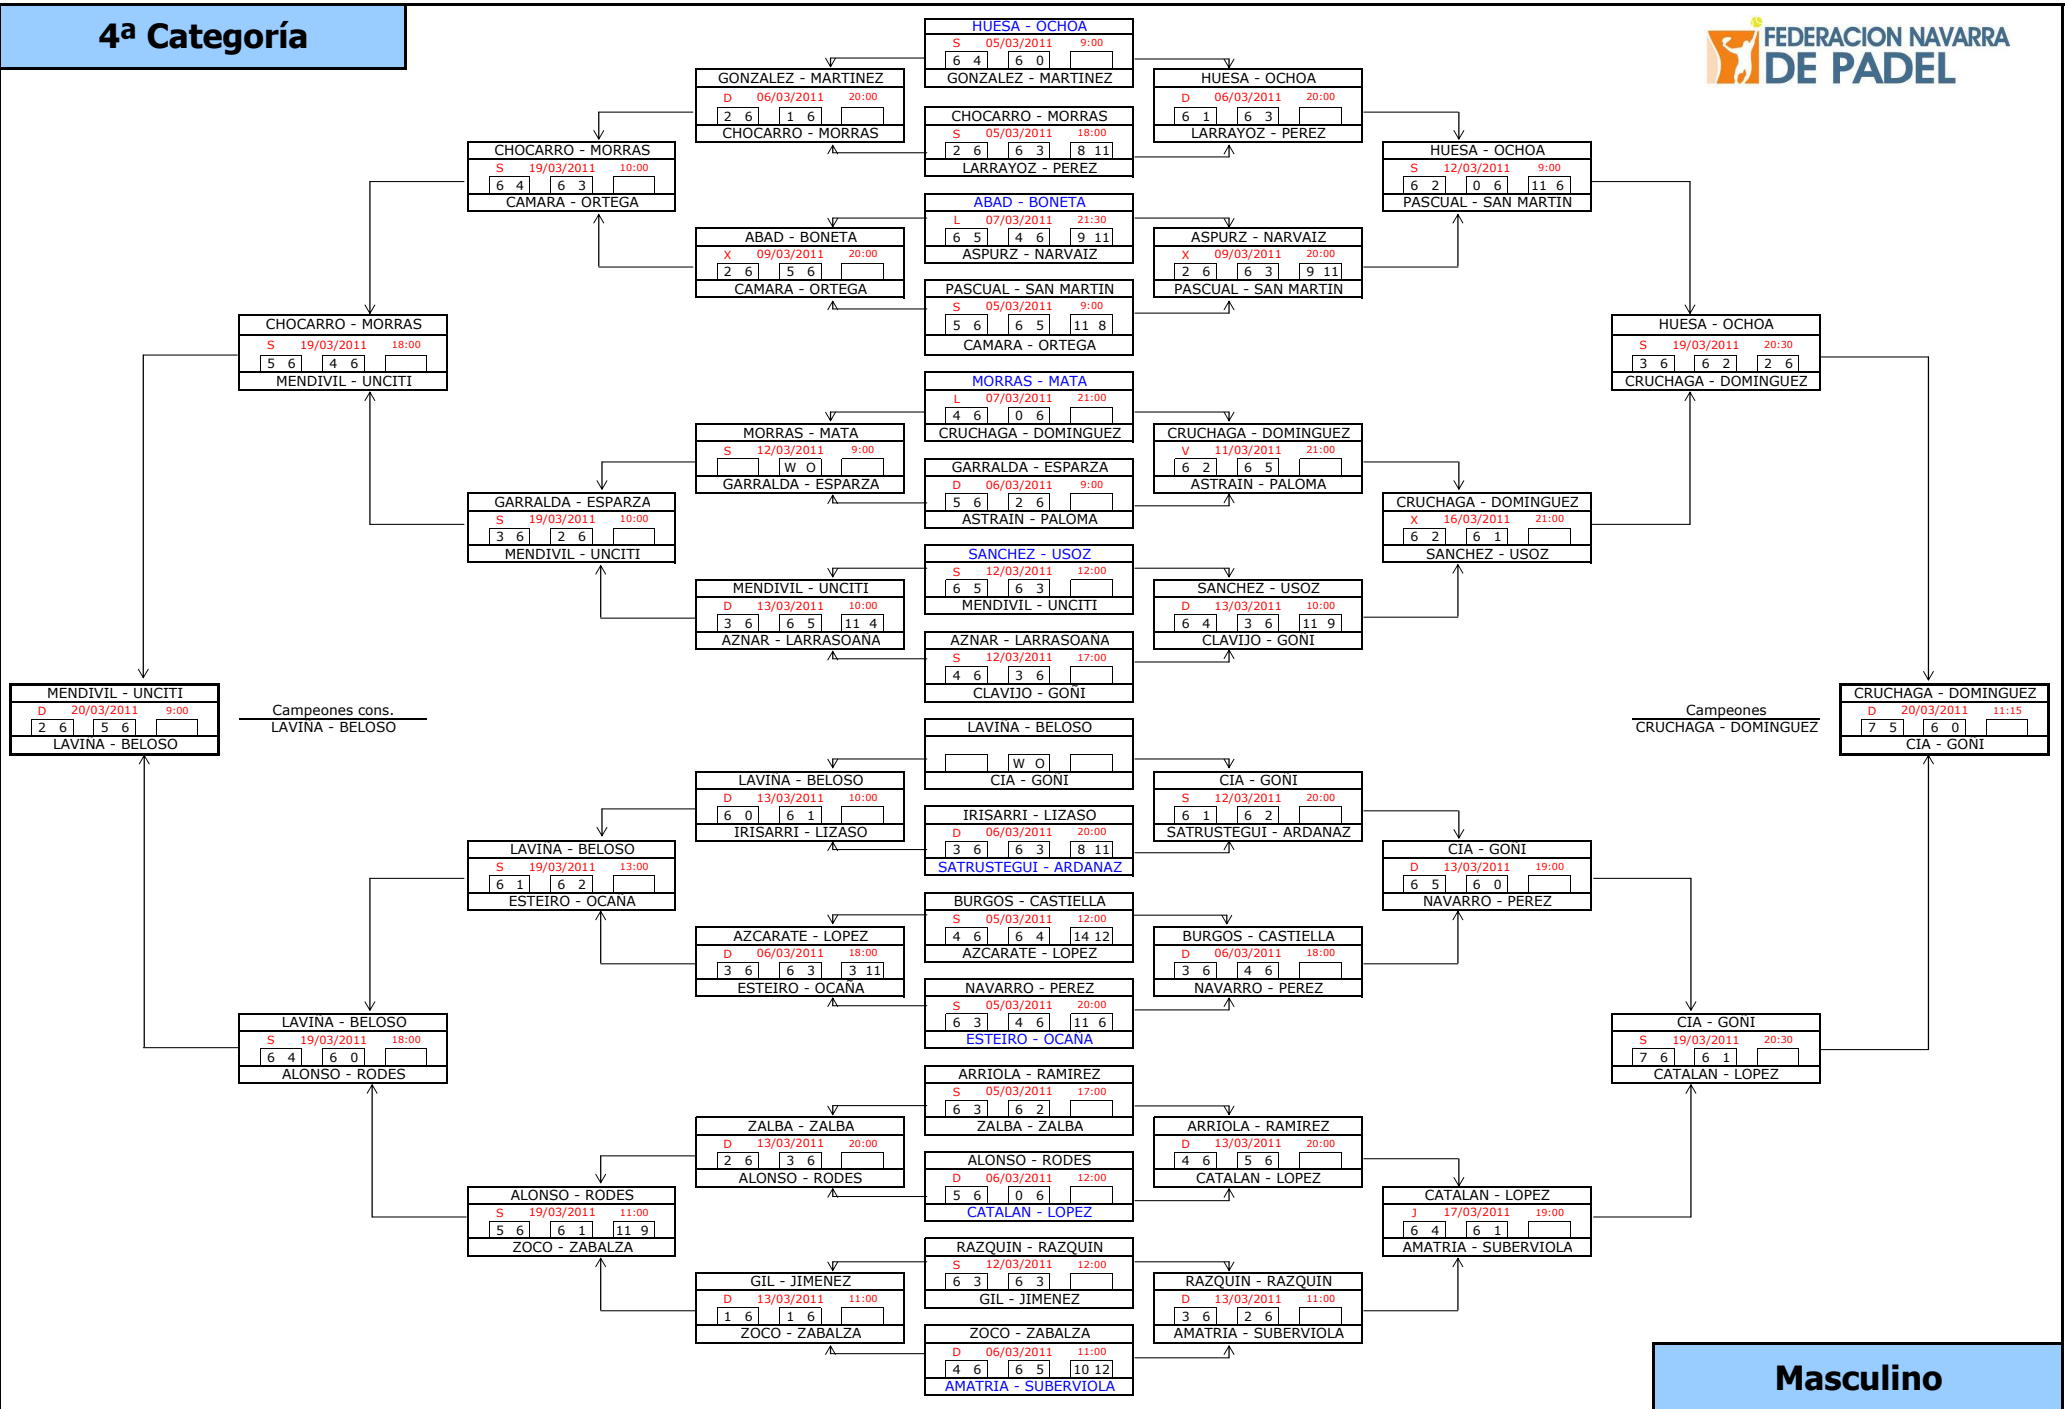 4ª Categoría
FEDERACION NAVARRA
DE PADEL
HUESA - OCHOA
S 05/03/2011 9:00
6 4 6 0
GONZALEZ - MARTINEZ
CHOCARRO - MORRAS
S 05/03/2011 18:00
2 6 6 3 8 11
LARRAYOZ - PEREZ
ABAD - BONETA
L 07/03/2011 21:30
6 5 4 6 9 11
ASPURZ - NARVAIZ
PASCUAL - SAN MARTIN
S 05/03/2011 9:00
5 6 6 5 11 8
CAMARA - ORTEGA
MORRAS - MATA
L 07/03/2011 21:00
4 6 0 6
CRUCHAGA - DOMINGUEZ
GARRALDA - ESPARZA
D 06/03/2011 9:00
5 6 2 6
ASTRAIN - PALOMA
SANCHEZ - USOZ
S 12/03/2011 12:00
6 5 6 3
MENDIVIL - UNCITI
AZNAR - LARRASOAÑA
S 12/03/2011 17:00
4 6 3 6
CLAVIJO - GOÑI
LAVIÑA - BELOSO
W O
CIA - GOÑI
IRISARRI - LIZASO
D 06/03/2011 20:00
3 6 6 3 8 11
SATRUSTEGUI - ARDANAZ
BURGOS - CASTIELLA
S 05/03/2011 12:00
4 6 6 4 14 12
AZCARATE - LOPEZ
NAVARRO - PEREZ
S 05/03/2011 20:00
6 3 4 6 11 6
ESTEIRO - OCAÑA
ARRIOLA - RAMIREZ
S 05/03/2011 17:00
6 3 6 2
ZALBA - ZALBA
ALONSO - RODES
D 06/03/2011 12:00
5 6 0 6
CATALAN - LOPEZ
RAZQUIN - RAZQUIN
S 12/03/2011 12:00
6 3 6 3
GIL - JIMENEZ
ZOCO - ZABALZA
D 06/03/2011 11:00
4 6 6 5 10 12
AMATRIA - SUBERVIOLA
GONZALEZ - MARTINEZ
D 06/03/2011 20:00
2 6 1 6
CHOCARRO - MORRAS
ABAD - BONETA
X 09/03/2011 20:00
2 6 5 6
CAMARA - ORTEGA
MORRAS - MATA
S 12/03/2011 9:00
W O
GARRALDA - ESPARZA
MENDIVIL - UNCITI
D 13/03/2011 10:00
3 6 6 5 11 4
AZNAR - LARRASOAÑA
LAVIÑA - BELOSO
D 13/03/2011 10:00
6 0 6 1
IRISARRI - LIZASO
AZCARATE - LOPEZ
D 06/03/2011 18:00
3 6 6 3 3 11
ESTEIRO - OCAÑA
ZALBA - ZALBA
D 13/03/2011 20:00
2 6 3 6
ALONSO - RODES
GIL - JIMENEZ
D 13/03/2011 11:00
1 6 1 6
ZOCO - ZABALZA
CHOCARRO - MORRAS
S 19/03/2011 10:00
6 4 6 3
CAMARA - ORTEGA
GARRALDA - ESPARZA
S 19/03/2011 10:00
3 6 2 6
MENDIVIL - UNCITI
LAVIÑA - BELOSO
S 19/03/2011 13:00
6 1 6 2
ESTEIRO - OCAÑA
ALONSO - RODES
S 19/03/2011 11:00
5 6 6 1 11 9
ZOCO - ZABALZA
CHOCARRO - MORRAS
S 19/03/2011 18:00
5 6 4 6
MENDIVIL - UNCITI
LAVIÑA - BELOSO
S 19/03/2011 18:00
6 4 6 0
ALONSO - RODES
MENDIVIL - UNCITI
D 20/03/2011 9:00
2 6 5 6
LAVIÑA - BELOSO
Campeones cons.
LAVIÑA - BELOSO
HUESA - OCHOA
D 06/03/2011 20:00
6 1 6 3
LARRAYOZ - PEREZ
ASPURZ - NARVAIZ
X 09/03/2011 20:00
2 6 6 3 9 11
PASCUAL - SAN MARTIN
CRUCHAGA - DOMINGUEZ
V 11/03/2011 21:00
6 2 6 5
ASTRAIN - PALOMA
SANCHEZ - USOZ
D 13/03/2011 10:00
6 4 3 6 11 9
CLAVIJO - GOÑI
CIA - GOÑI
S 12/03/2011 20:00
6 1 6 2
SATRUSTEGUI - ARDANAZ
BURGOS - CASTIELLA
D 06/03/2011 18:00
3 6 4 6
NAVARRO - PEREZ
ARRIOLA - RAMIREZ
D 13/03/2011 20:00
4 6 5 6
CATALAN - LOPEZ
RAZQUIN - RAZQUIN
D 13/03/2011 11:00
3 6 2 6
AMATRIA - SUBERVIOLA
HUESA - OCHOA
S 12/03/2011 9:00
6 2 0 6 11 6
PASCUAL - SAN MARTIN
CRUCHAGA - DOMINGUEZ
X 16/03/2011 21:00
6 2 6 1
SANCHEZ - USOZ
CIA - GOÑI
D 13/03/2011 19:00
6 5 6 0
NAVARRO - PEREZ
CATALAN - LOPEZ
J 17/03/2011 19:00
6 4 6 1
AMATRIA - SUBERVIOLA
HUESA - OCHOA
S 19/03/2011 20:30
3 6 6 2 2 6
CRUCHAGA - DOMINGUEZ
CIA - GOÑI
S 19/03/2011 20:30
7 6 6 1
CATALAN - LOPEZ
Campeones
CRUCHAGA - DOMINGUEZ
CRUCHAGA - DOMINGUEZ
D 20/03/2011 11:15
7 5 6 0
CIA - GOÑI
Masculino